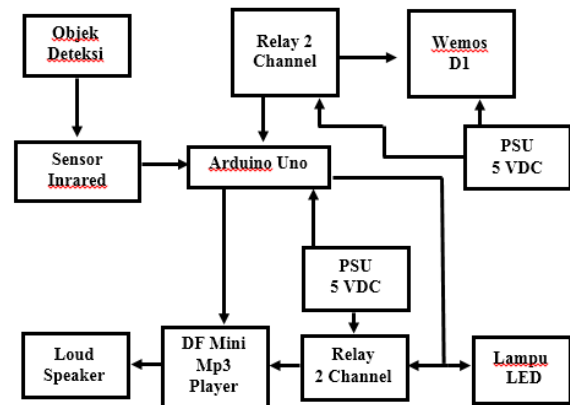 Objek
Deteksi
Relay 2
Channel
Wemos
D1
Sensor
Inrared
Arduino Uno
PSU
5 VDC
PSU
5 VDC
Loud
Speaker
DF Mini
Mp3
Player
Relay
2 Channel
Lampu
LED